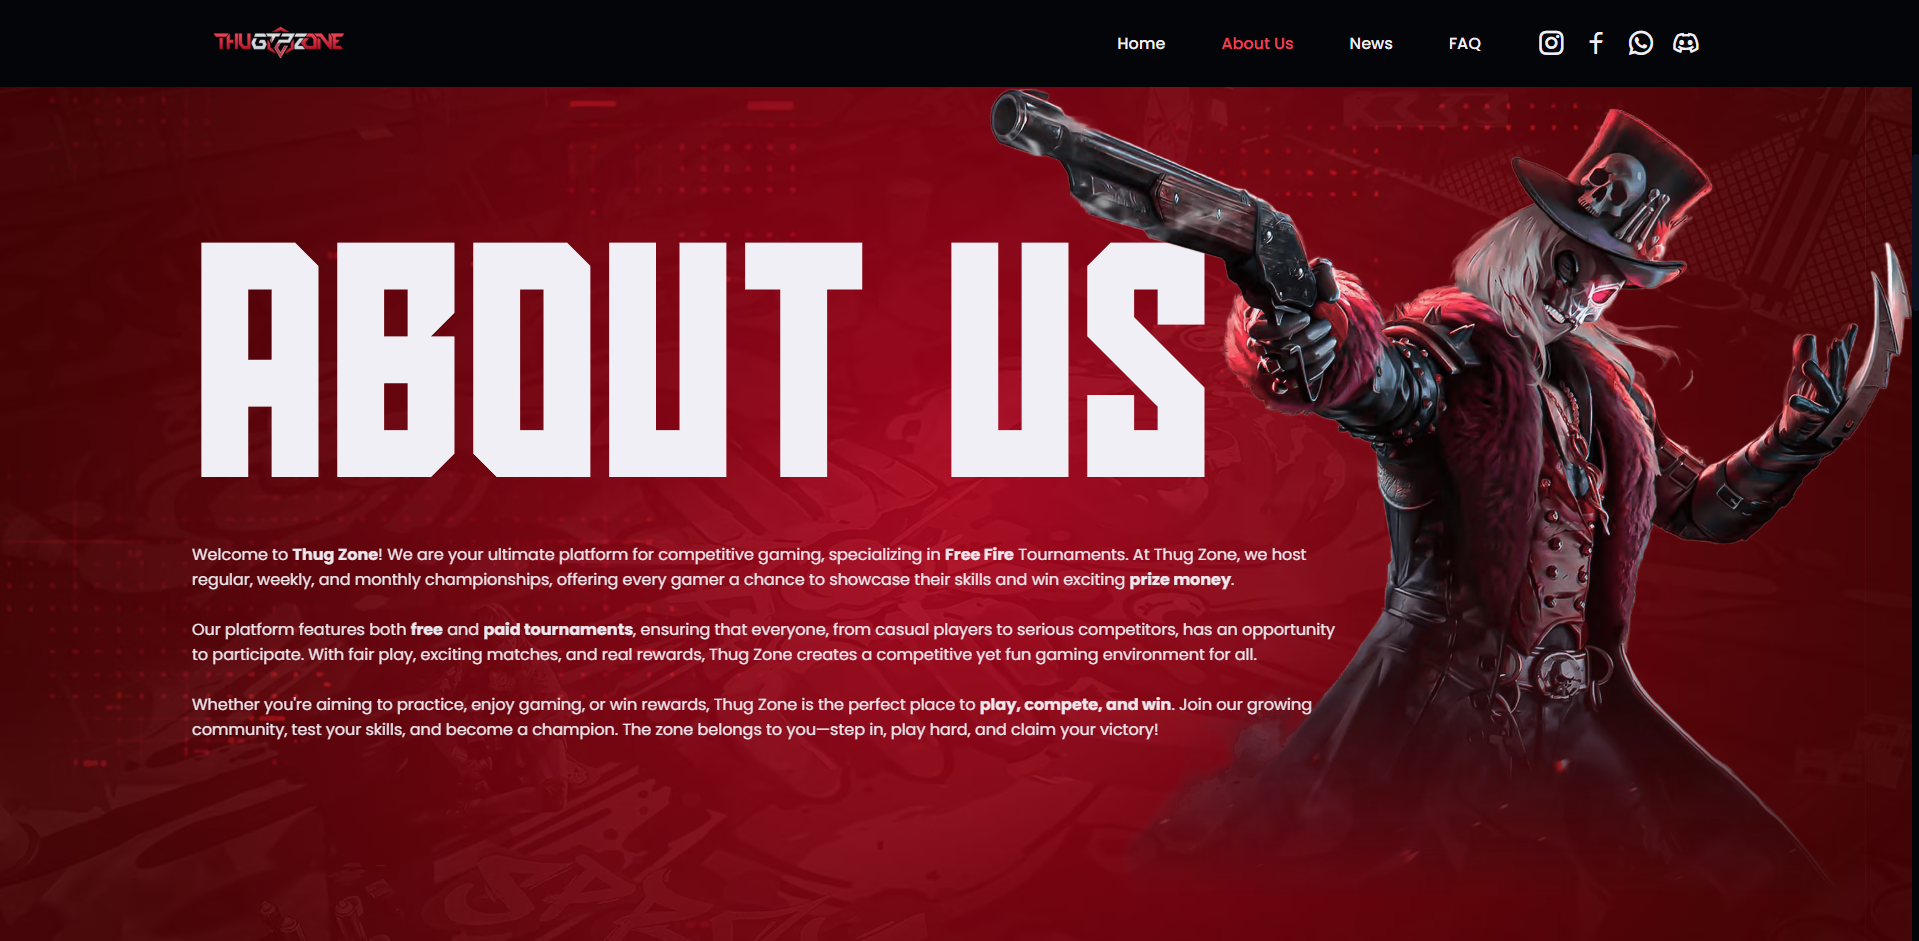 THUGTZZONE
Home
About Us
News
FAQ
ABOUT US
Welcome to Thug Zone! We are your ultimate platform for competitive gaming, specializing in Free Fire Tournaments. At Thug Zone, we host
regular, weekly, and monthly championships, offering every gamer a chance to showcase their skills and win exciting prize money.
Our platform features both free and paid tournaments, ensuring that everyone, from casual players to serious competitors, has an opportunity
to participate. With fair play, exciting matches, and real rewards, Thug Zone creates a competitive yet fun gaming environment for all.
Whether you're aiming to practice, enjoy gaming, or win rewards, Thug Zone is the perfect place to play, compete, and win. Join our growing
community, test your skills, and become a champion. The zone belongs to you—step in, play hard, and claim your victory!